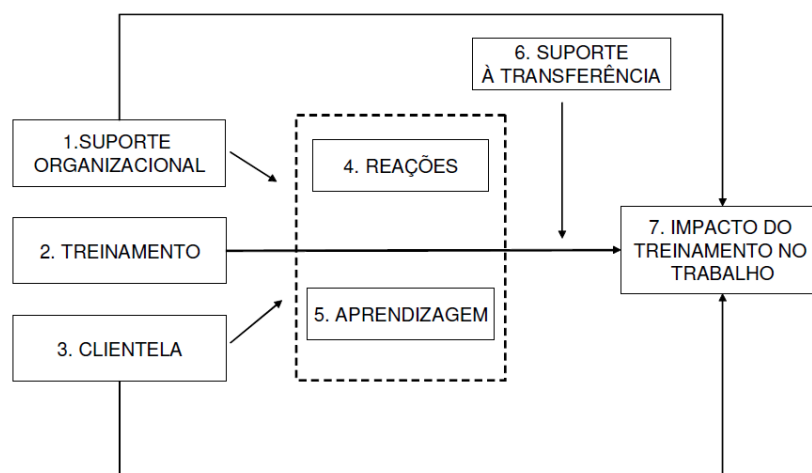 6. SUPORTE
À TRANSFERÊNCIA
1.SUPORTE
ORGANIZACIONAL
4. REAÇÕES
2. TREINAMENTO
7. IMPACTO DO
TREINAMENTO NO
TRABALHO
5. APRENDIZAGEM
3. CLIENTELA